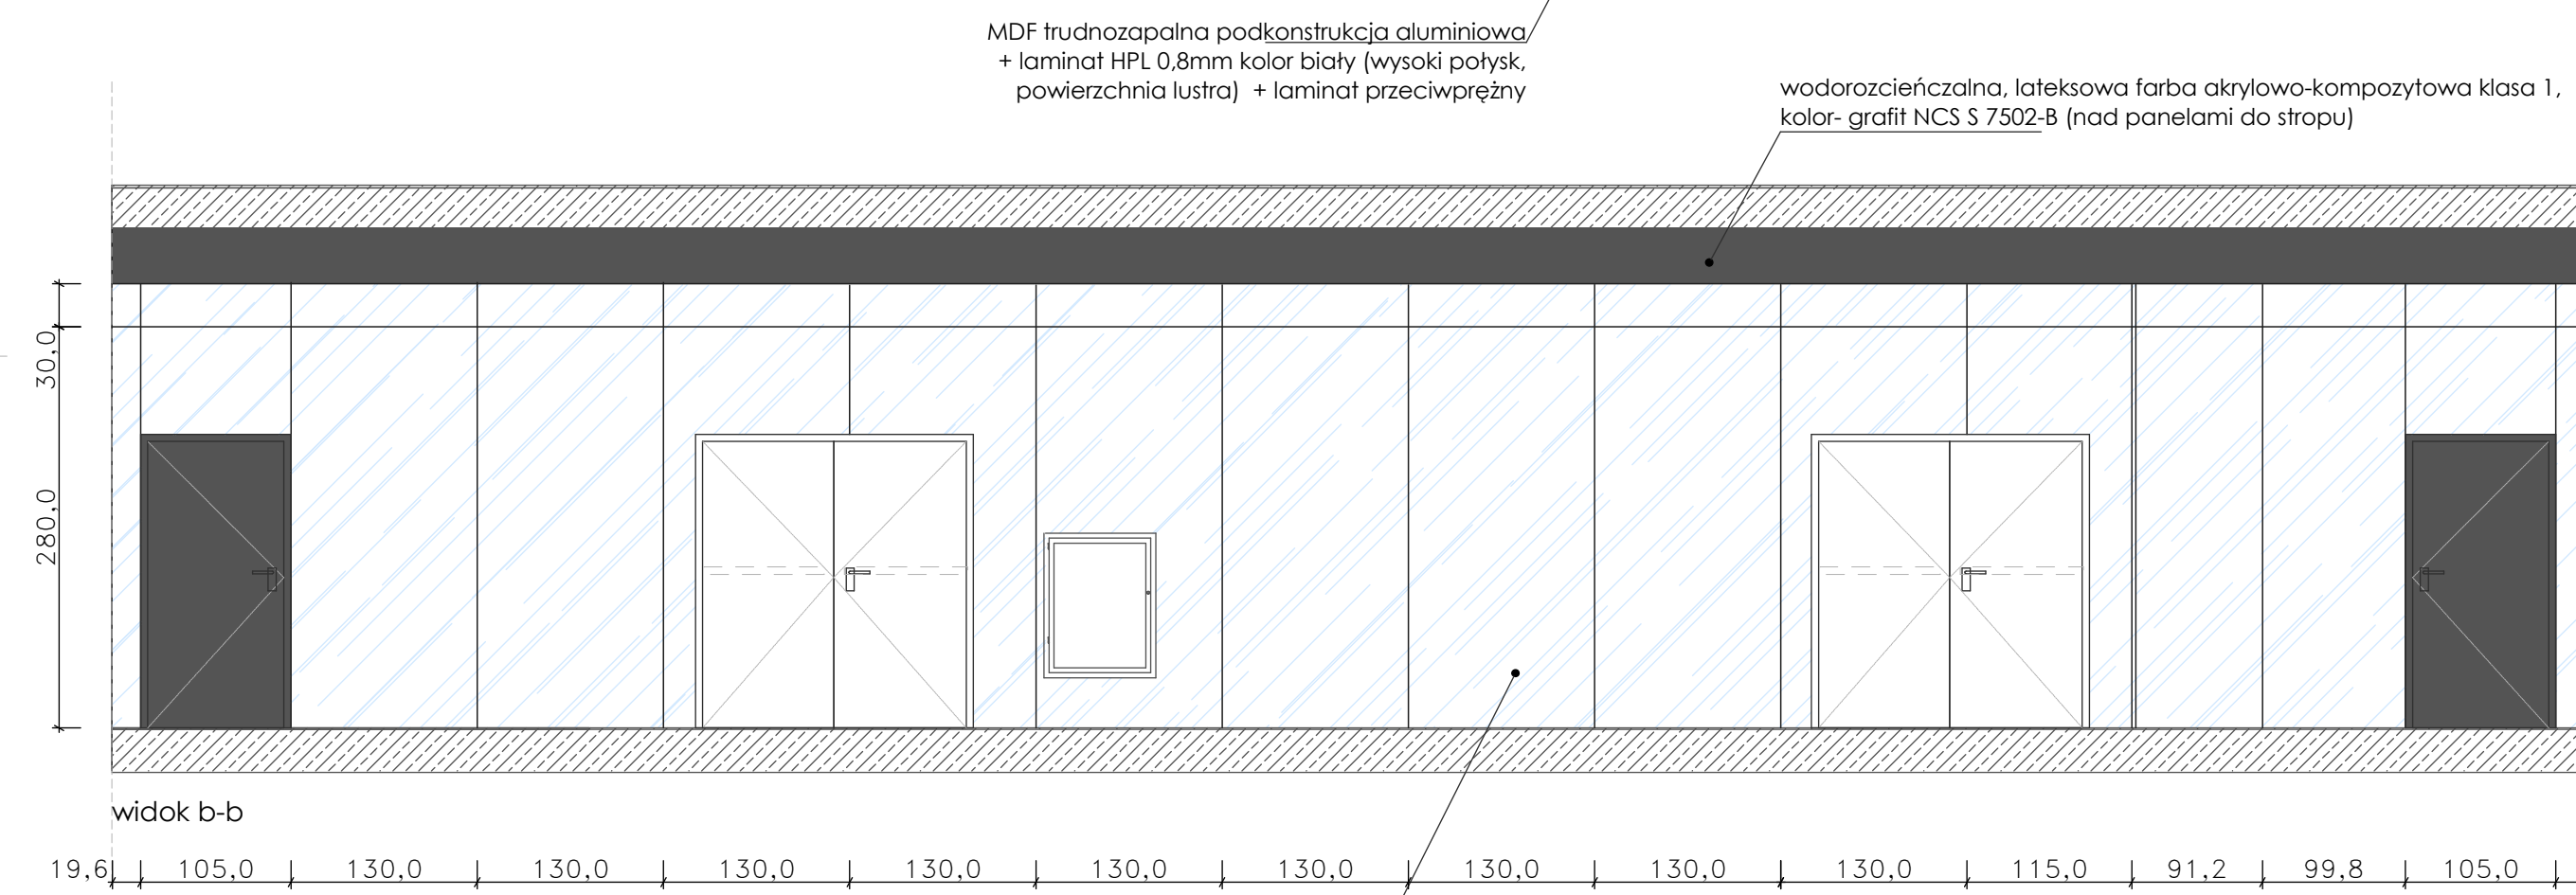 MDF trudnozapalna podkonstrukcja aluminiowa
+ laminat HPL 0,8mm kolor biały (wysoki połysk,
powierzchnia lustra) + laminat przeciwprężny
wodorozcieńczalna, lateksowa farba akrylowo-kompozytowa klasa 1,
kolor- grafit NCS S 7502-B (nad panelami do stropu)
30,0
280,0
widok b-b
19,6 105,0 130,0 130,0 130,0 130,0 130,0 130,0 130,0 130,0 130,0 115,0 91,2 99,8 105,0